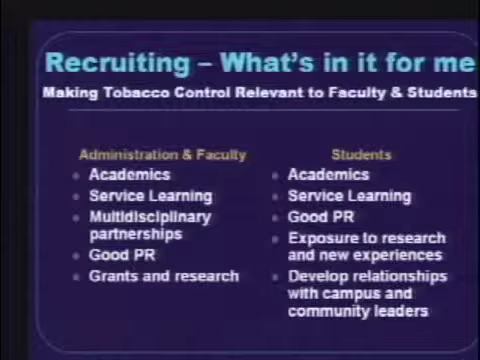 Recruiting – What's in it for me
Making Tobacco Control Relevant to Faculty & Students
Administration & Faculty
Academics
Service Learning
Multidisciplinary
partnerships
Good PR
Grants and research
Students
Academics
Service Learning
Good PR
Exposure to research
and new experiences
Develop relationships
with campus and
community leaders